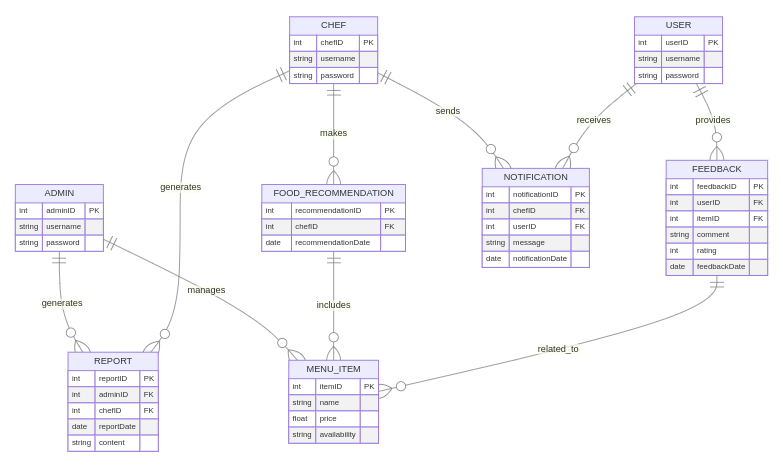 CHEF
int chefID PK
string username
string password
USER
int userID PK
string username
string password
sends
receives
provides
makes
generates
ADMIN
int adminID PK
string username
string password
FOOD_RECOMMENDATION
int recommendationID PK
int chefID FK
date recommendationDate
NOTIFICATION
int notificationID PK
int chefID FK
int userID FK
string message
date notificationDate
FEEDBACK
int feedbackID PK
int userID FK
int itemID FK
string comment
int rating
date feedbackDate
generates
manages
includes
related_to
REPORT
int reportID PK
int adminID FK
int chefID FK
date reportDate
string content
MENU_ITEM
int itemID PK
string name
float price
string availability